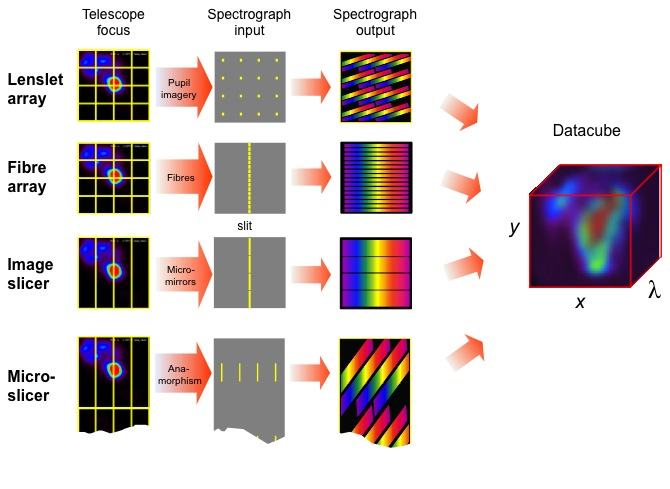 Telescope
focus
Spectrograph
input
Spectrograph
output
Lenslet
array
Pupil
imagery
Fibre
array
Fibres
slit
Image
slicer
Micro-
mirrors
Micro-
slicer
Ana-
morphism
Datacube
y
x
λ